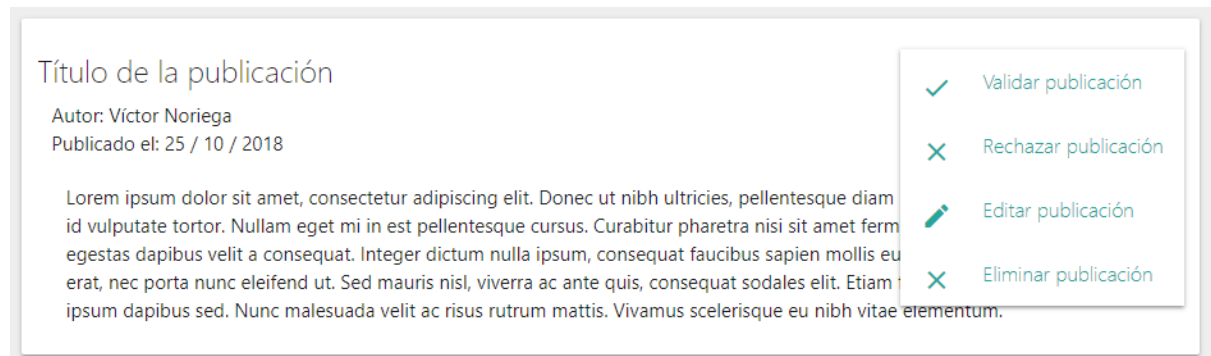 Título de la publicación
Autor: Víctor Noriega
Publicado el: 25 / 10 / 2018
Lorem ipsum dolor sit amet, consectetur adipiscing elit. Donec ut nibh ultricies, pellentesque diam
id vulputate tortor. Nullam eget mi in est pellentesque cursus. Curabitur pharetra nisi sit amet ferm
egestas dapibus velit a consequat. Integer dictum nulla ipsum, consequat faucibus sapien mollis eu
erat, nec porta nunc eleifend ut. Sed mauris nisl, viverra ac ante quis, consequat sodales elit. Etiam
ipsum dapibus sed. Nunc malesuada velit ac risus rutrum mattis. Vivamus scelerisque eu nibh vitae elementum.
Validar publicación
Rechazar publicación
Editar publicación
Eliminar publicación